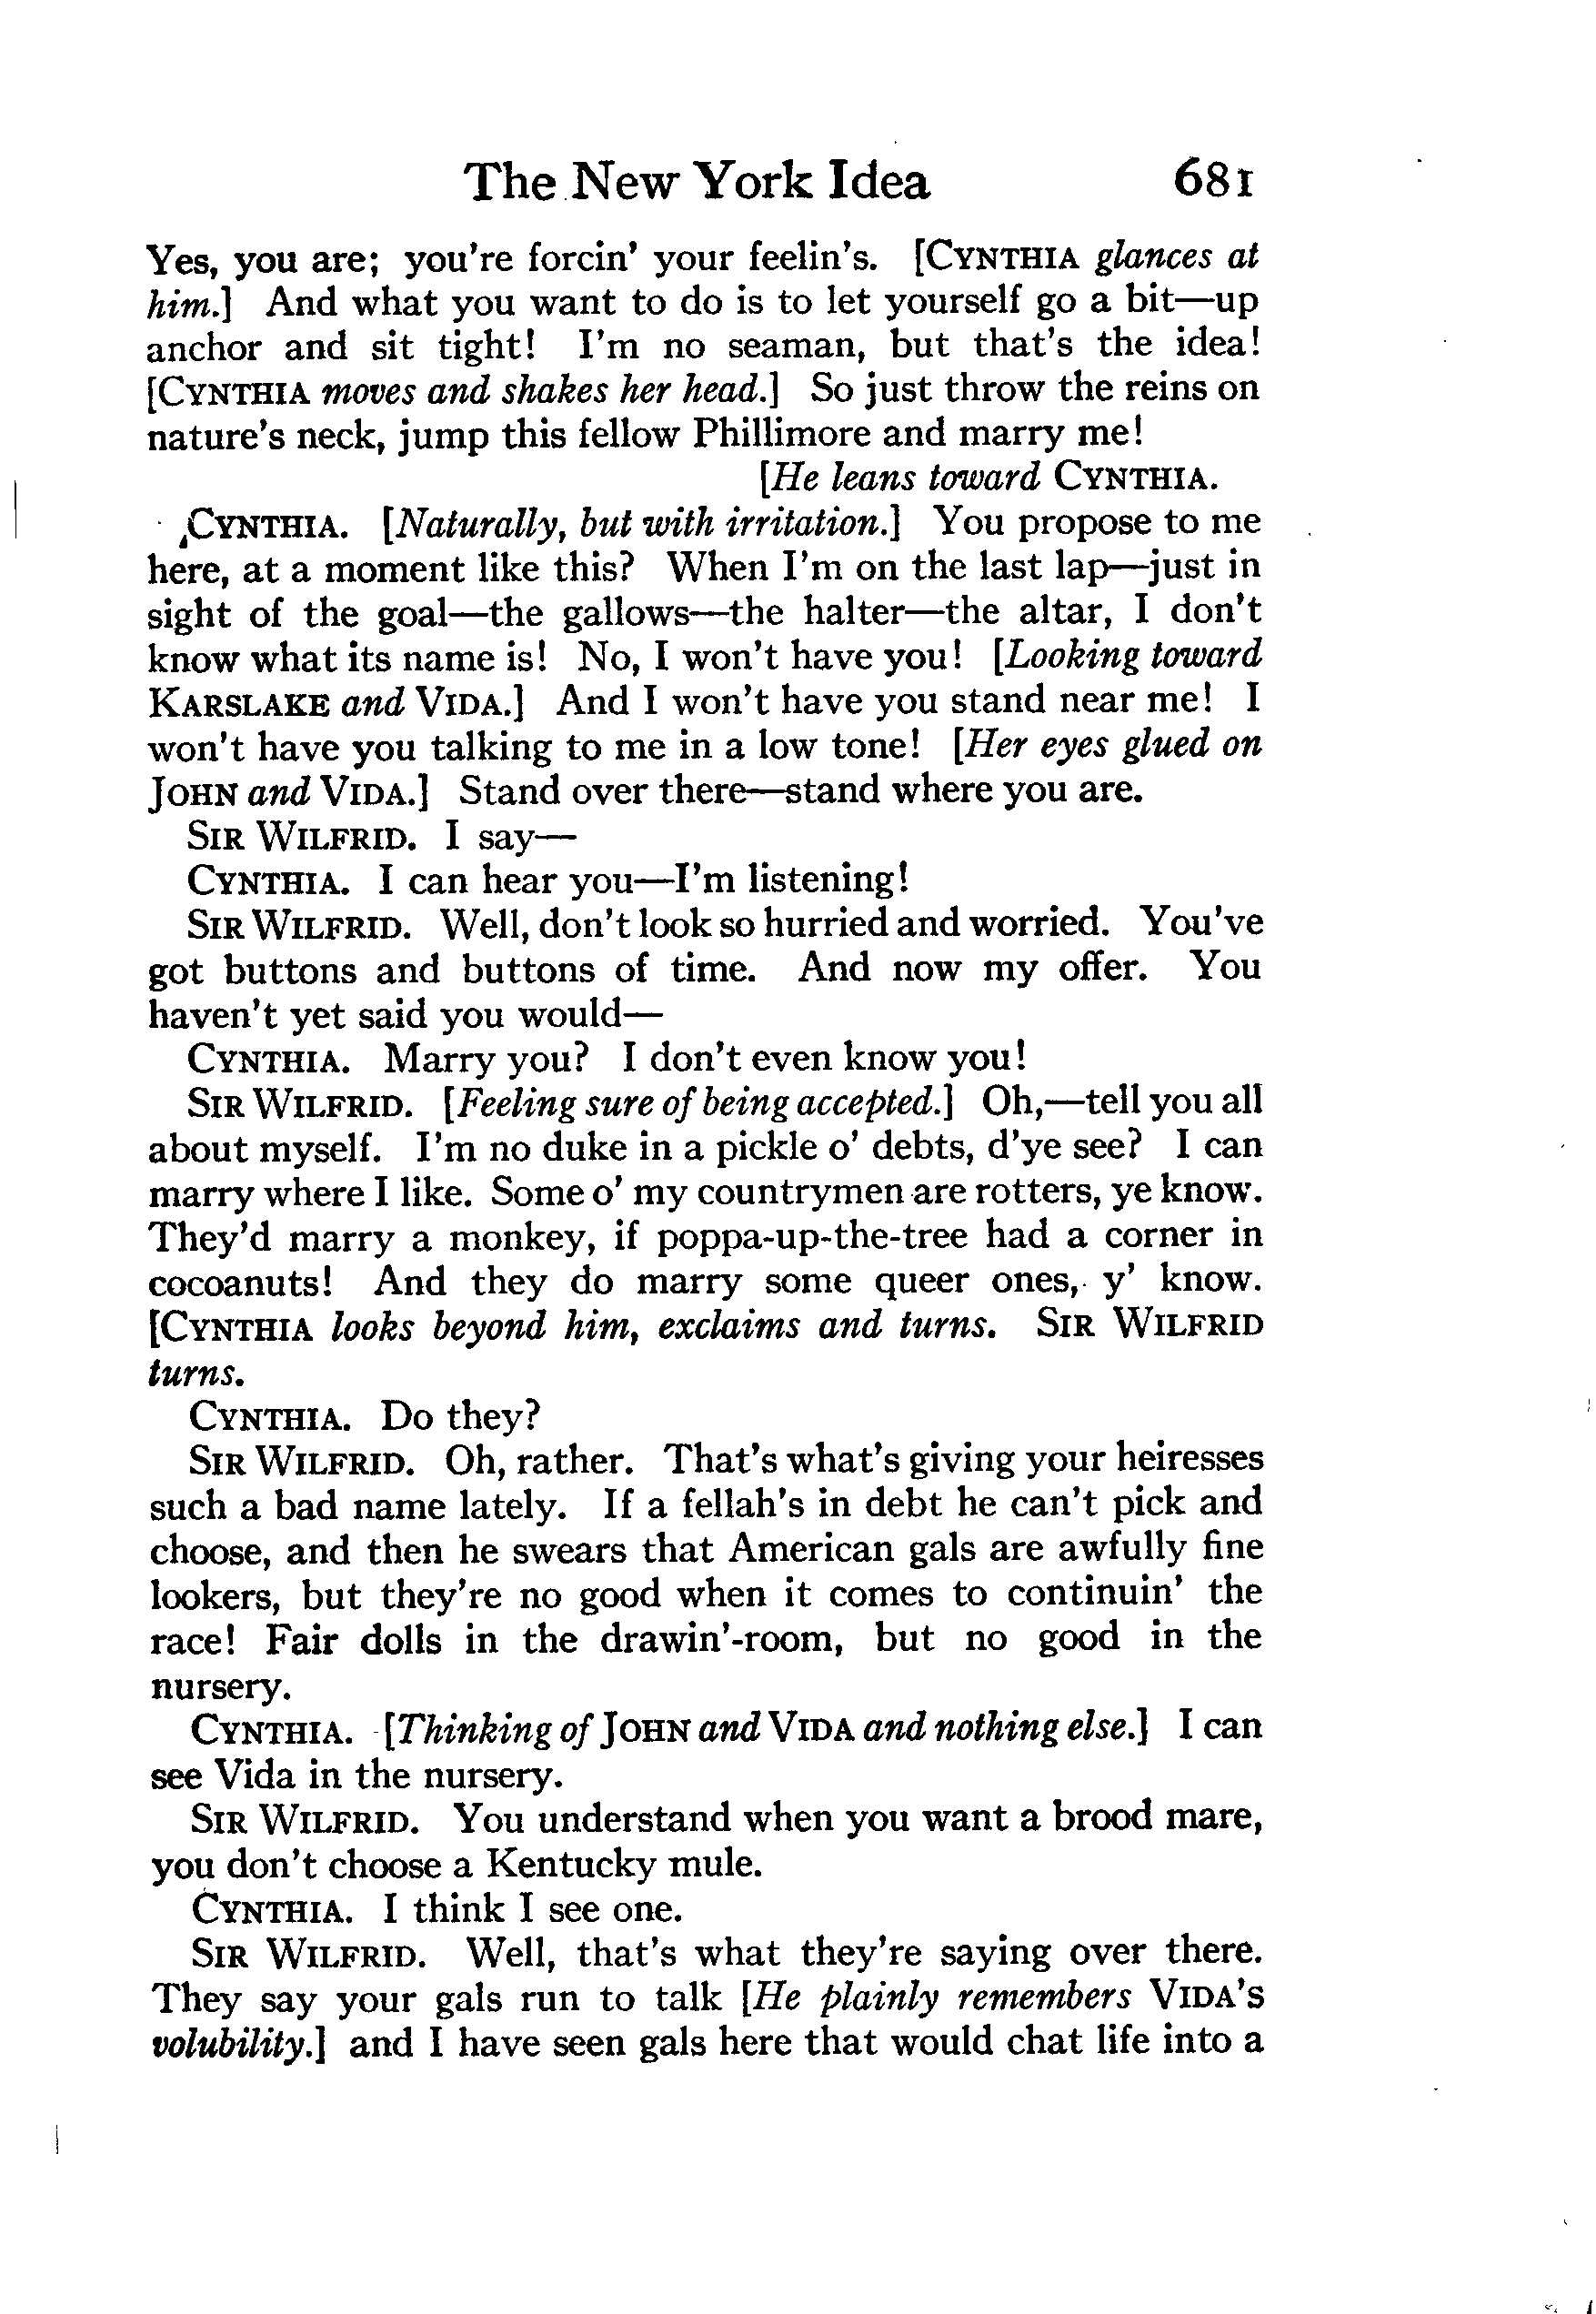 The New York Idea 681
Yes, you are; you're forcin' your feelin's. [CYNTHIA glances at
him.] And what you want to do is to let yourself go a bit—up
anchor and sit tight! I'm no seaman, but that's the idea!
[CYNTHIA moves and shakes her head.] So just throw the reins on
nature's neck, jump this fellow Phillimore and marry me!
[He leans toward CYNTHIA.
CYNTHIA. [Naturally, but with irritation.] You propose to me
here, at a moment like this? When I'm on the last lap—just in
sight of the goal—the gallows—the halter—the altar, I don't
know what its name is! No, I won't have you! [Looking toward
KARSLAKE and VIDA.] And I won't have you stand near me! I
won't have you talking to me in a low tone! [Her eyes glued on
JOHN and VIDA.] Stand over there—stand where you are.
SIR WILFRID. I say—
CYNTHIA. I can hear you—I'm listening!
SIR WILFRID. Well, don't look so hurried and worried. You've
got buttons and buttons of time. And now my offer. You
haven't yet said you would—
CYNTHIA. Marry you? I don't even know you!
SIR WILFRID. [Feeling sure of being accepted.] Oh,—tell you all
about myself. I'm no duke in a pickle o' debts, d'ye see? I can
marry where I like. Some o' my countrymen are rotters, ye know.
They'd marry a monkey, if poppa-up-the-tree had a corner in
cocoanuts! And they do marry some queer ones, y' know.
[CYNTHIA looks beyond him, exclaims and turns. SIR WILFRID
turns.
CYNTHIA. Do they?
SIR WILFRID. Oh, rather. That's what's giving your heiresses
such a bad name lately. If a fellah's in debt he can't pick and
choose, and then he swears that American gals are awfully fine
lookers, but they're no good when it comes to continuin' the
race! Fair dolls in the drawin'-room, but no good in the
nursery.
CYNTHIA. [Thinking of JOHN and VIDA and nothing else.] I can
see Vida in the nursery.
SIR WILFRID. You understand when you want a brood mare,
you don't choose a Kentucky mule.
CYNTHIA. I think I see one.
SIR WILFRID. Well, that's what they're saying over there.
They say your gals run to talk [He plainly remembers VIDA'S
volubility.] and I have seen gals here that would chat life into a